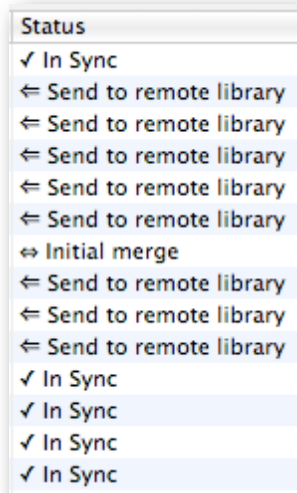 Status
✓ In Sync
⇐ Send to remote library
⇐ Send to remote library
⇐ Send to remote library
⇐ Send to remote library
⇐ Send to remote library
⇔ Initial merge
⇐ Send to remote library
⇐ Send to remote library
⇐ Send to remote library
✓ In Sync
✓ In Sync
✓ In Sync
✓ In Sync